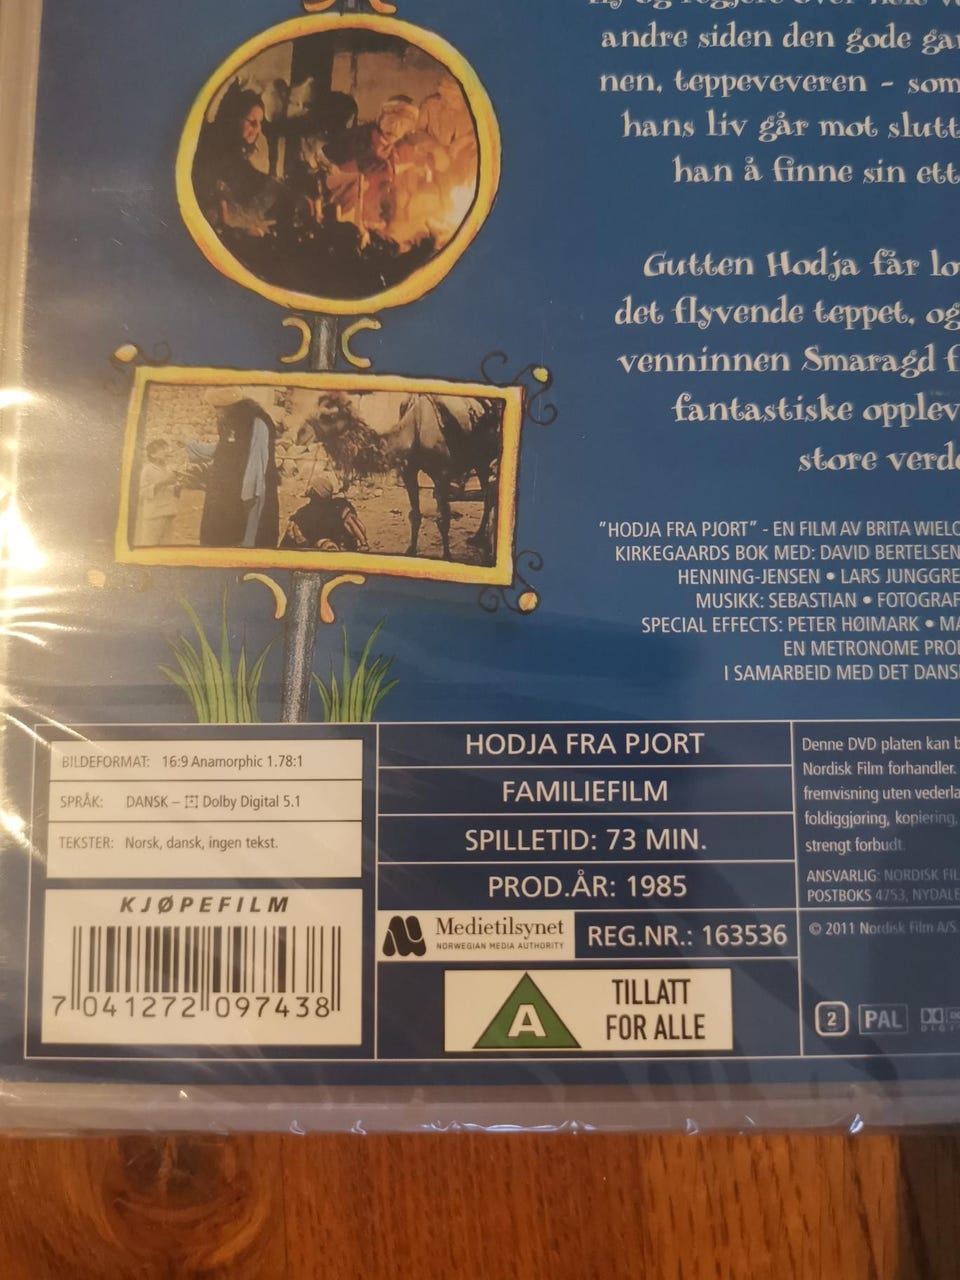 andre siden den gode gar
nen, teppeveveren - som
hans liv går mot slutt
han å finne sin ett
Gutten Hodja får lo
det flyvende teppet, og
venninnen Smaragd f
fantastiske opplev
store verde
"HODJA FRA PJORT" - EN FILM AV BRITA WIELO
KIRKEGAARDS BOK MED: DAVID BERTELSEN
HENNING-JENSEN • LARS JUNGGRE
MUSIKK: SEBASTIAN • FOTOGRAF
SPECIAL EFFECTS: PETER HØIMARK • MA
EN METRONOME PROD
I SAMARBEID MED DET DANS
BILDEFORMAT: 16:9 Anamorphic 1.78:1
SPRÅK: DANSK – Dolby Digital 5.1
TEKSTER: Norsk, dansk, ingen tekst.
KJØPEFILM
7 041272 097438
HODJA FRA PJORT
FAMILIEFILM
SPILLETID: 73 MIN.
PROD.ÅR: 1985
Medietilsynet
NORWEGIAN MEDIA AUTHORITY
REG.NR.: 163536
A
TILLATT
FOR ALLE
Denne DVD platen kan b
Nordisk Film forhandler.
fremvisning uten vederla
foldiggjøring, kopiering,
strengt forbudt.
ANSVARLIG: NORDISK FIL
POSTBOKS 4753, NYDALE
© 2011 Nordisk Film A/S.
2 PAL